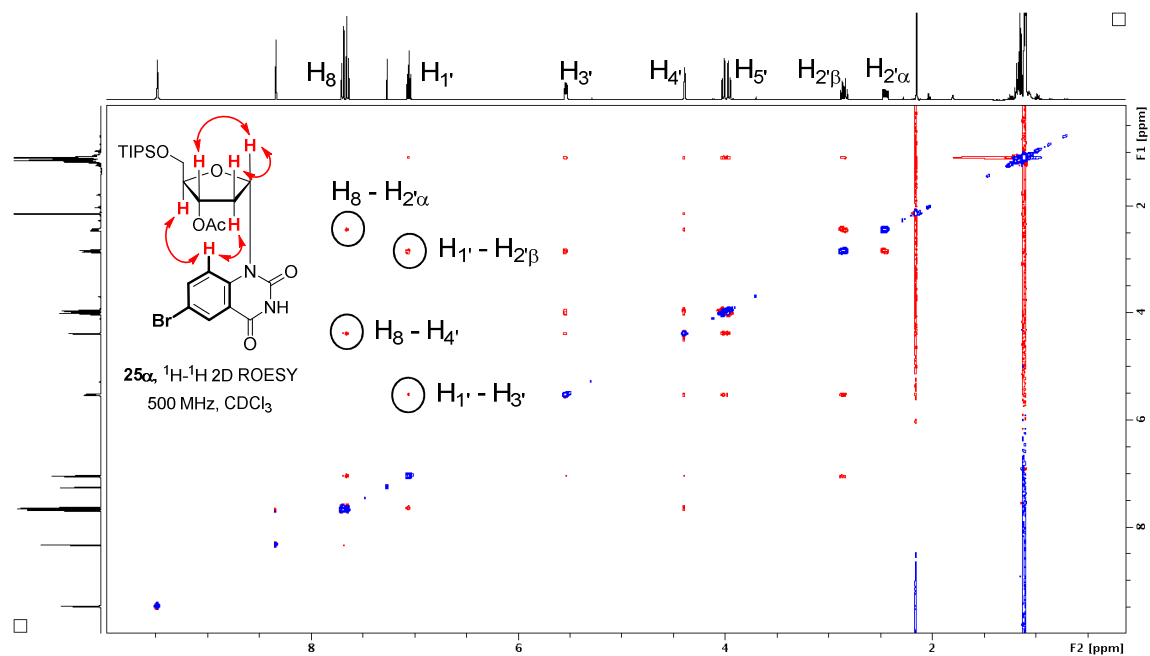 H8 H1' H3' H4' H5' H2'β H2'α
F1 [ppm]
2
4
6
8
TIPSO
H
H
H
O
H
H
OAc
H
N
O
NH
Br
O
25α, ¹H-¹H 2D ROESY
500 MHz, CDCl₃
H8 - H2'α
H1' - H2'β
H8 - H4'
H1' - H3'
8 6 4 2 F2 [ppm]